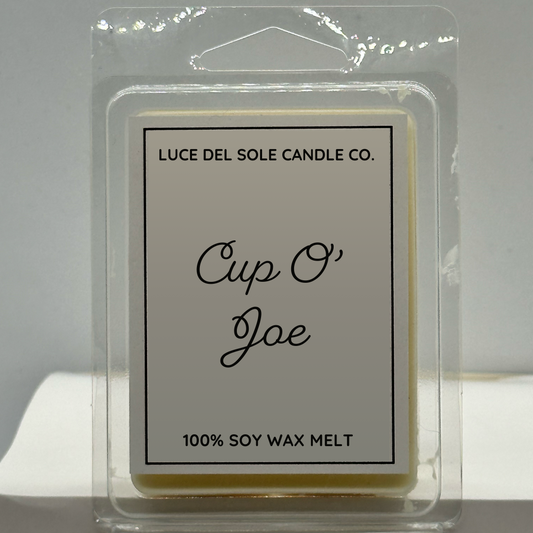 LUCE DEL SOLE CANDLE CO.
Cup O'
Joe
100% SOY WAX MELT